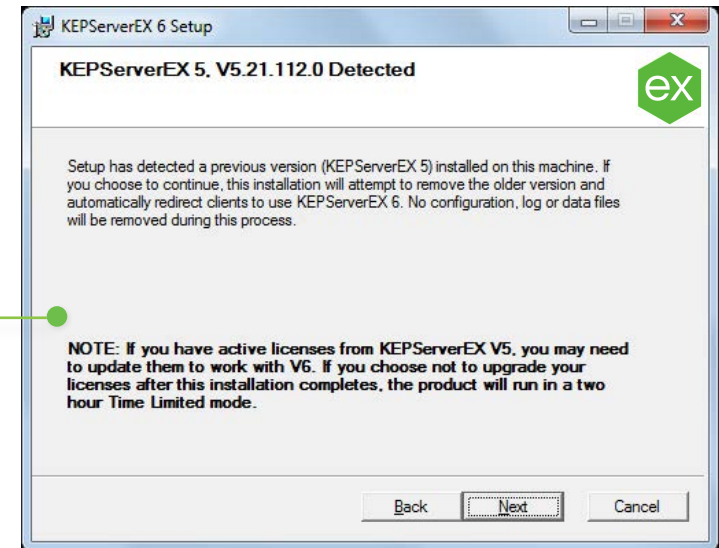 KEPServerEX 6 Setup
KEPServerEX 5, V5.21.112.0 Detected
ex
Setup has detected a previous version (KEPServerEX 5) installed on this machine. If
you choose to continue, this installation will attempt to remove the older version and
automatically redirect clients to use KEPServerEX 6. No configuration, log or data files
will be removed during this process.
NOTE: If you have active licenses from KEPServerEX V5, you may need
to update them to work with V6. If you choose not to upgrade your
licenses after this installation completes, the product will run in a two
hour Time Limited mode.
Back Next Cancel